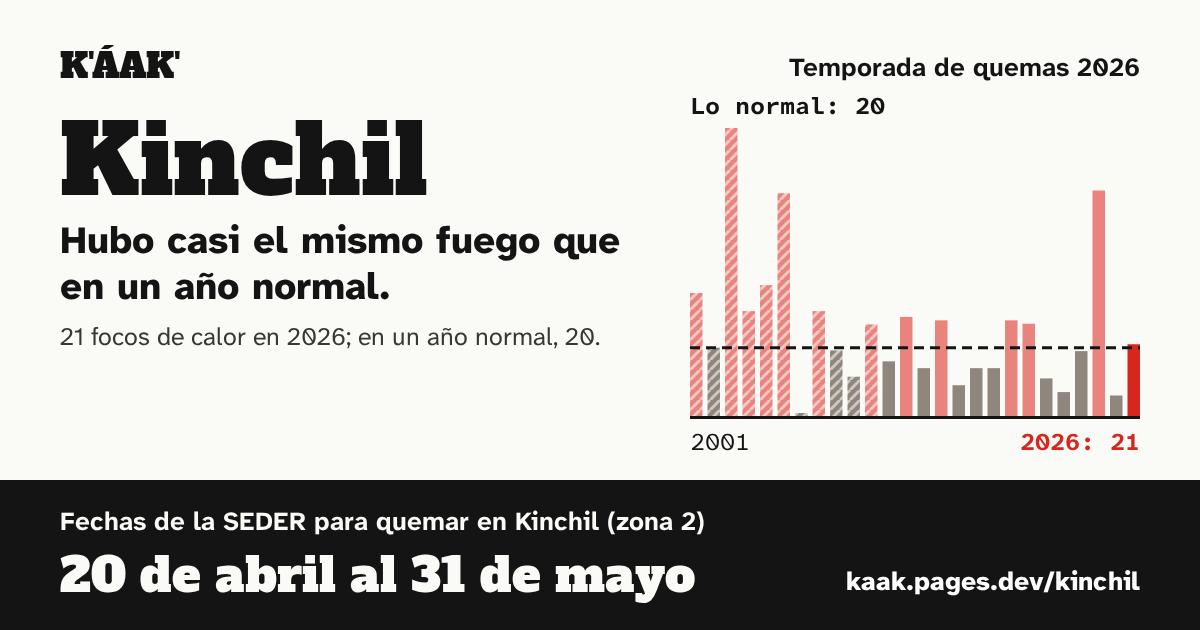 K'ÁAK'
Kinchil
Hubo casi el mismo fuego que
en un año normal.
21 focos de calor en 2026; en un año normal, 20.
Temporada de quemas 2026
Lo normal: 20
2001
2026: 21
Fechas de la SEDER para quemar en Kinchil (zona 2)
20 de abril al 31 de mayo
kaak.pages.dev/kinchil